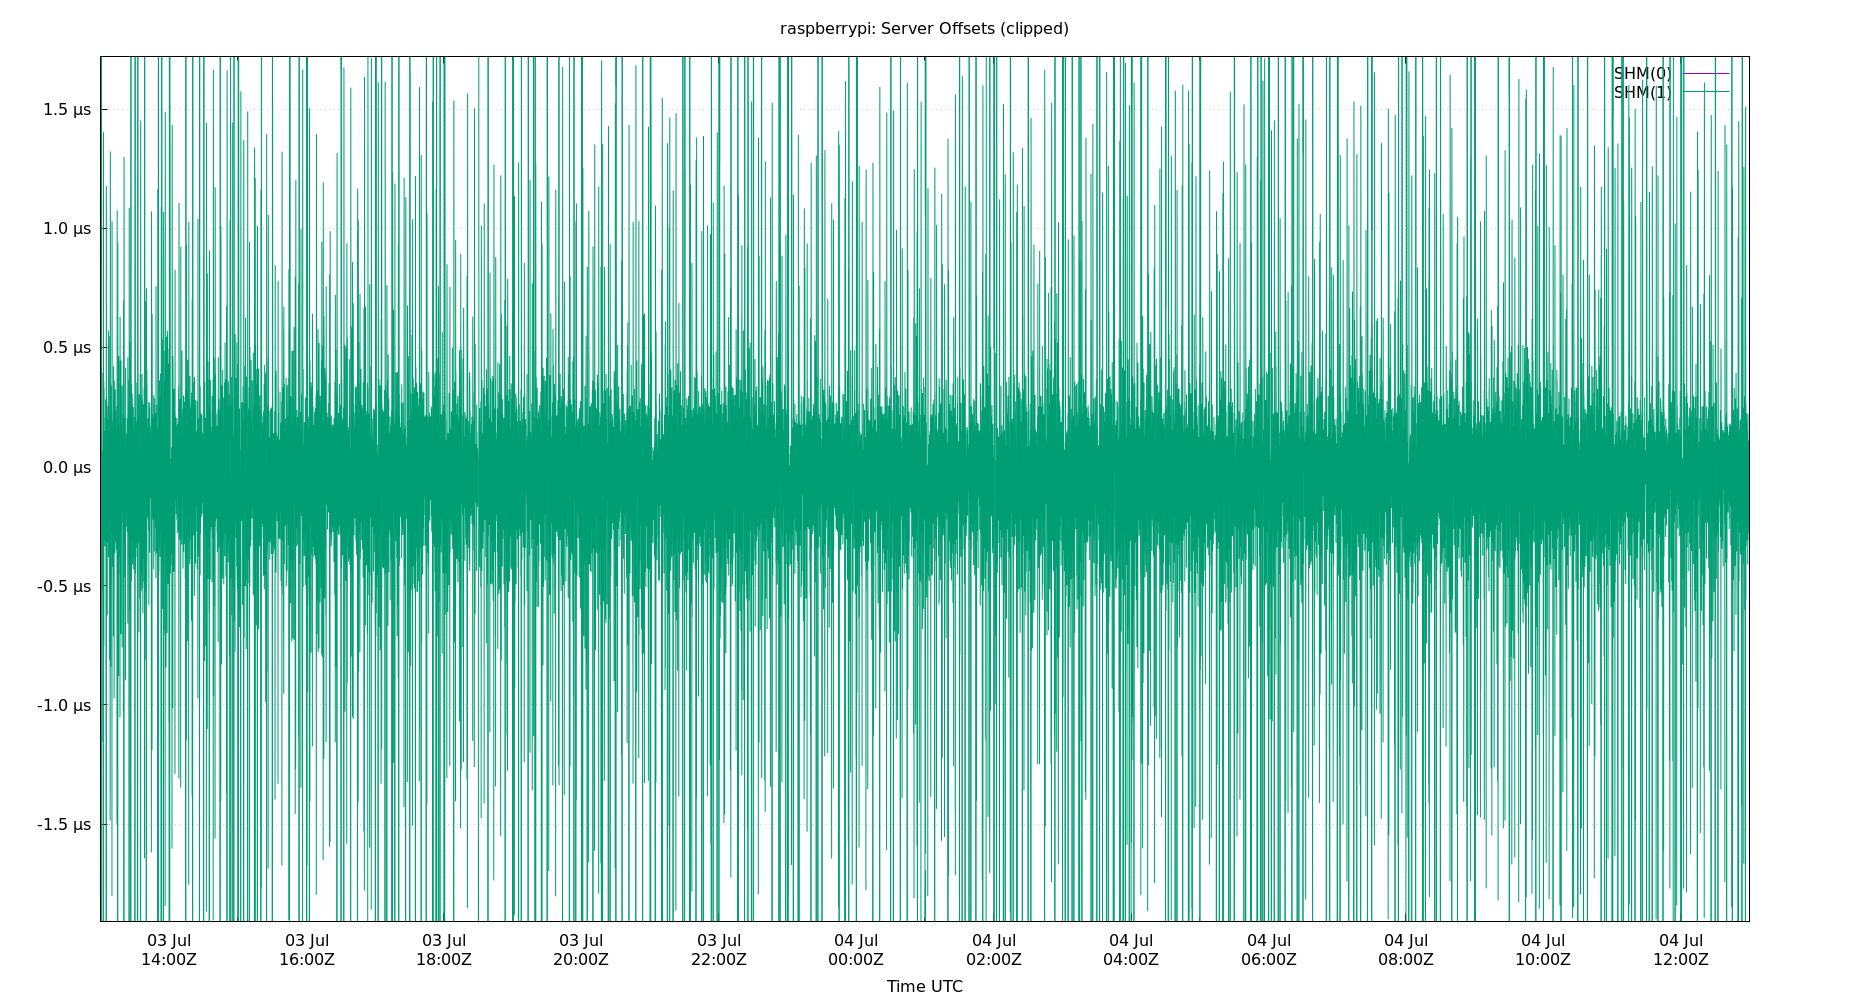 raspberrypi: Server Offsets (clipped)
SHM(0)
SHM(1)
1.5 µs
1.0 µs
0.5 µs
0.0 µs
-0.5 µs
-1.0 µs
-1.5 µs
03 Jul 03 Jul 03 Jul 03 Jul 03 Jul 04 Jul 04 Jul 04 Jul 04 Jul 04 Jul 04 Jul 04 Jul
14:00Z 16:00Z 18:00Z 20:00Z 22:00Z 00:00Z 02:00Z 04:00Z 06:00Z 08:00Z 10:00Z 12:00Z
Time UTC